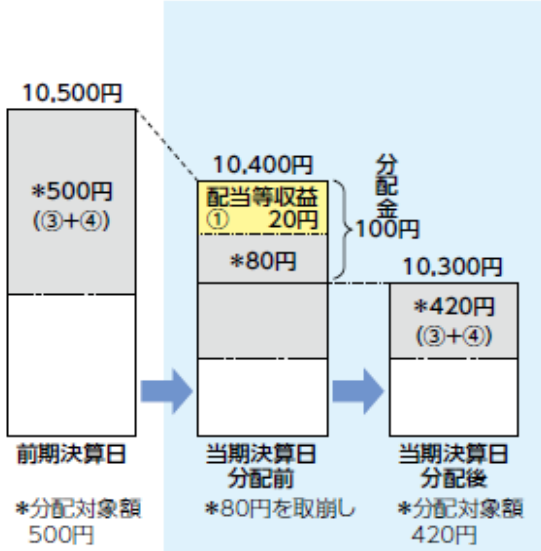 10,500円
*500円
(③+④)
前期決算日
*分配対象額
500円
10,400円
配当等収益
① 20円
*80円
分配金
100円
当期決算日
分配前
*80円を取崩し
10,300円
*420円
(③+④)
当期決算日
分配後
*分配対象額
420円